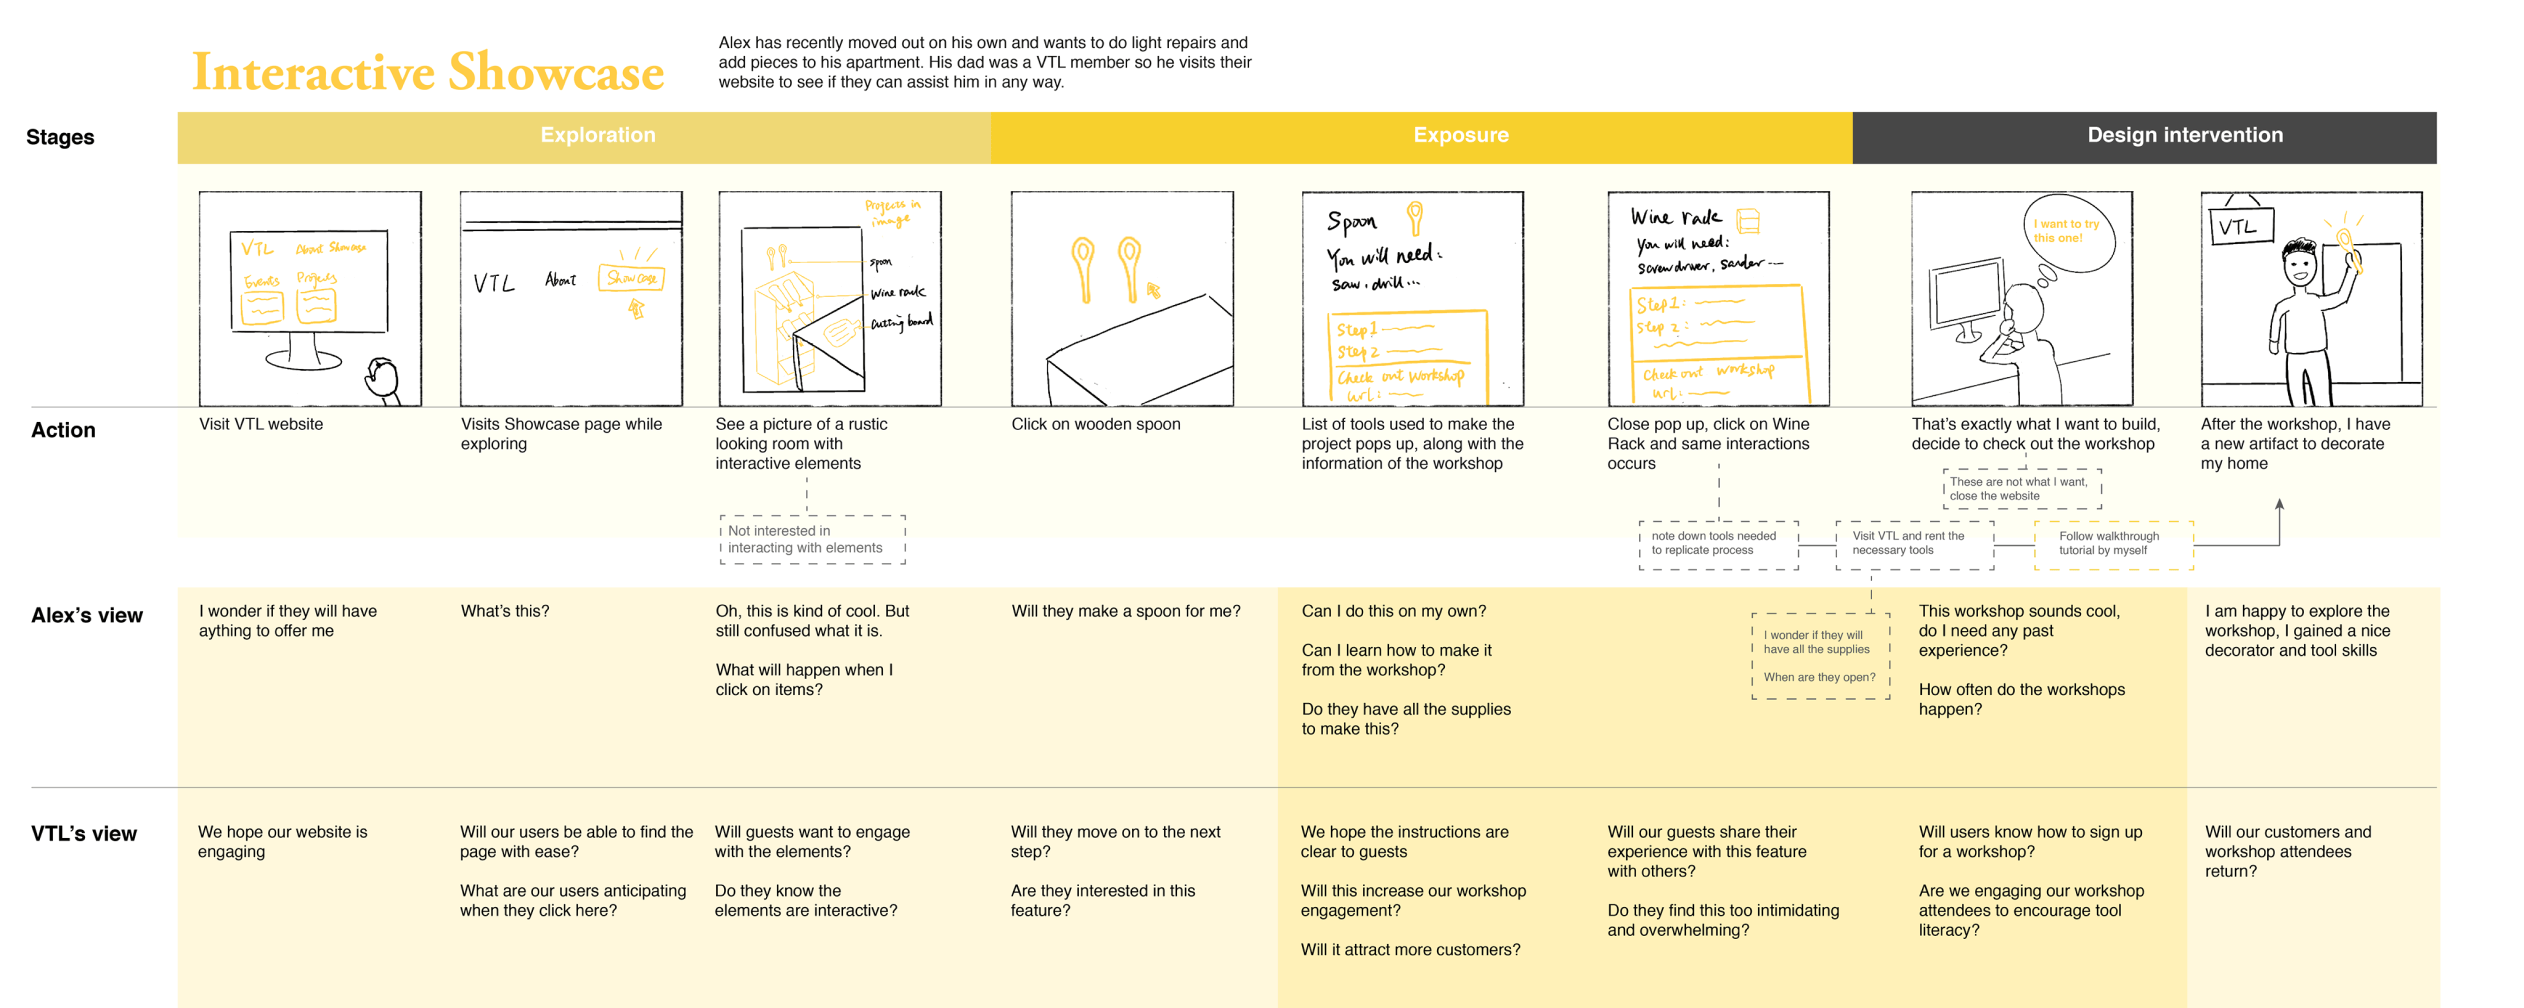 Interactive Showcase
Alex has recently moved out on his own and wants to do light repairs and
add pieces to his apartment. His dad was a VTL member so he visits their
website to see if they can assist him in any way.
Stages
Exploration
Exposure
Design intervention
VTL About Showcase
Events Projects
VTL About Showcase
Projects in
image
spoon
Wine rack
Cutting board
Spoon
You will need:
saw, drill...
Step 1
Step 2
Check out Workshop
url:
Wine rack
You will need:
screwdriver, sander---
Step 1:
Step 2:
Check out workshop
url:
I want to try
this one!
VTL
Action
Visit VTL website
Visits Showcase page while
exploring
See a picture of a rustic
looking room with
interactive elements
Not interested in
interacting with elements
Click on wooden spoon
List of tools used to make the
project pops up, along with the
information of the workshop
Close pop up, click on Wine
Rack and same interactions
occurs
note down tools needed
to replicate process
Visit VTL and rent the
necessary tools
Follow walkthrough
tutorial by myself
That's exactly what I want to build,
decide to check out the workshop
These are not what I want,
close the website
After the workshop, I have
a new artifact to decorate
my home
Alex's view
I wonder if they will have
aything to offer me
What's this?
Oh, this is kind of cool. But
still confused what it is.
What will happen when I
click on items?
Will they make a spoon for me?
Can I do this on my own?
Can I learn how to make it
from the workshop?
Do they have all the supplies
to make this?
I wonder if they will
have all the supplies
When are they open?
This workshop sounds cool,
do I need any past
experience?
How often do the workshops
happen?
I am happy to explore the
workshop, I gained a nice
decorator and tool skills
VTL's view
We hope our website is
engaging
Will our users be able to find the
page with ease?
What are our users anticipating
when they click here?
Will guests want to engage
with the elements?
Do they know the
elements are interactive?
Will they move on to the next
step?
Are they interested in this
feature?
We hope the instructions are
clear to guests
Will this increase our workshop
engagement?
Will it attract more customers?
Will our guests share their
experience with this feature
with others?
Do they find this too intimidating
and overwhelming?
Will users know how to sign up
for a workshop?
Are we engaging our workshop
attendees to encourage tool
literacy?
Will our customers and
workshop attendees
return?